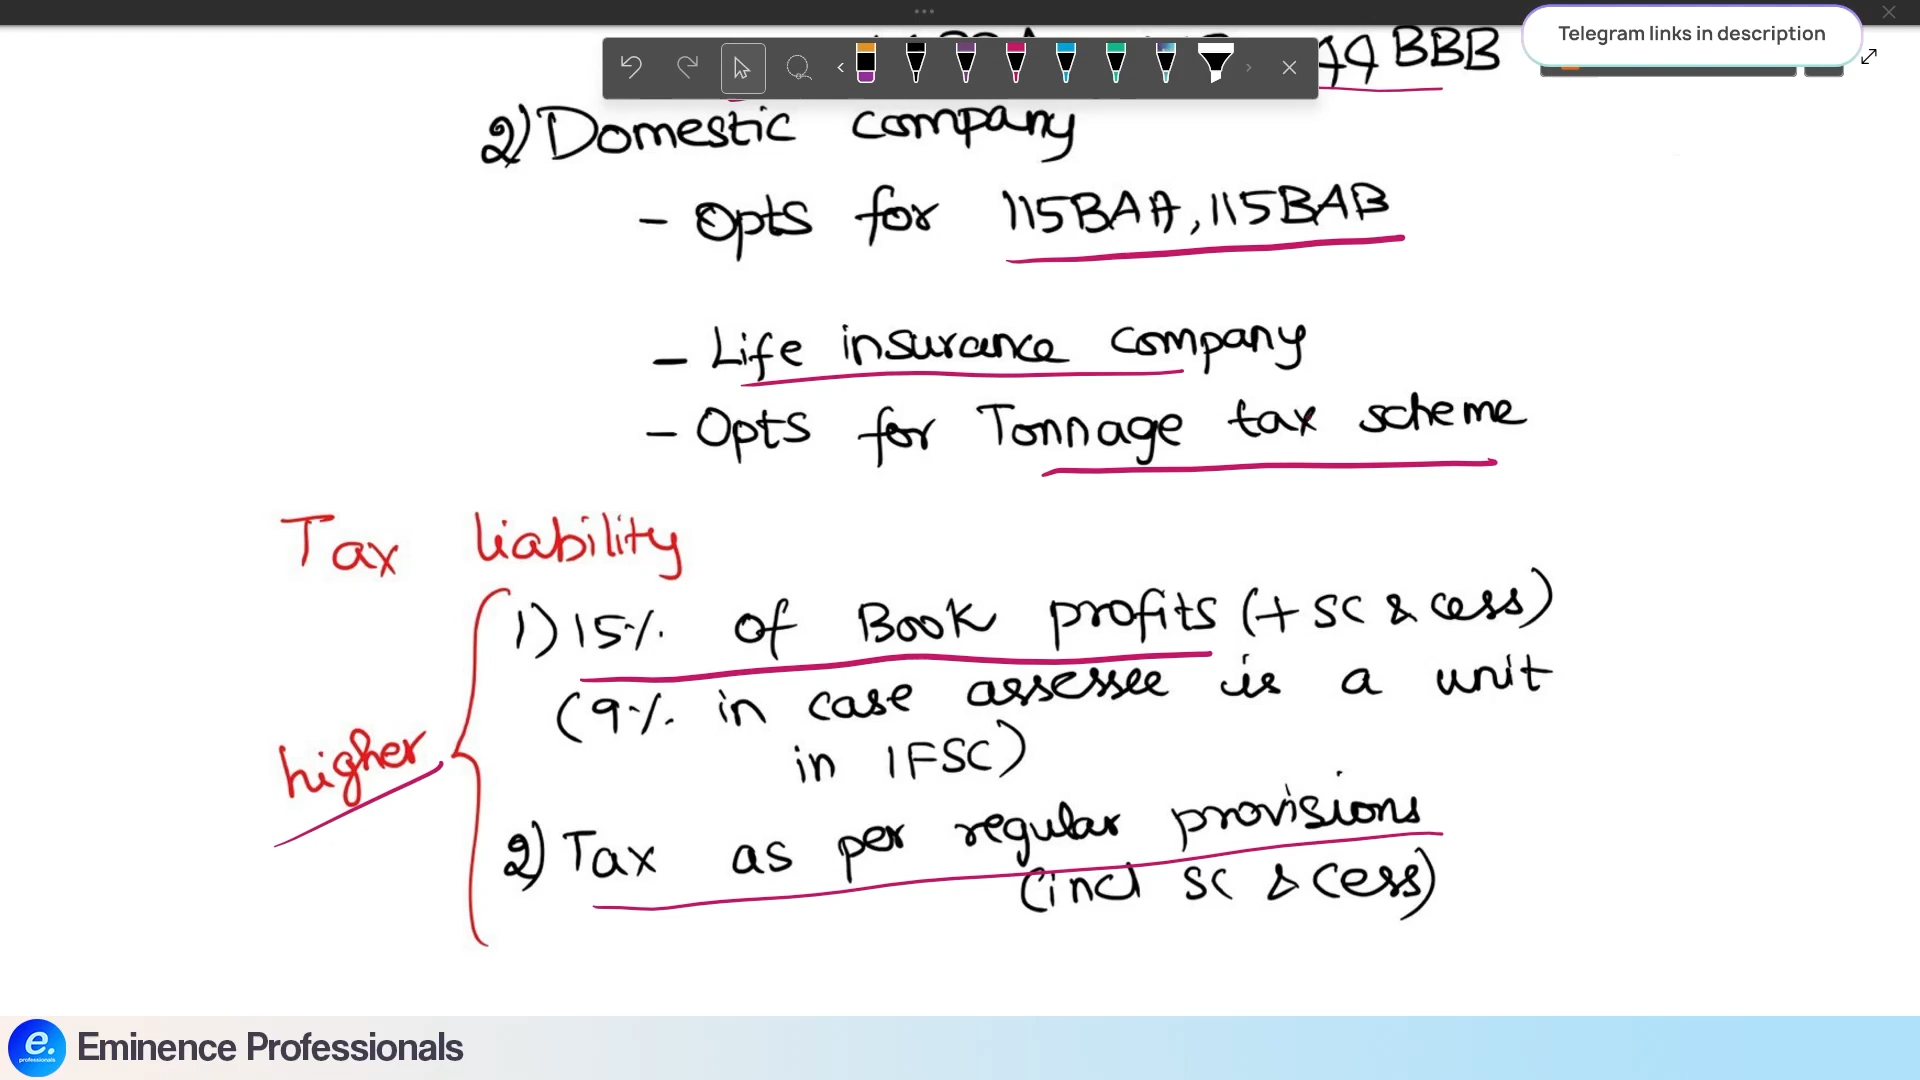 Telegram links in description
44BBB
2) Domestic company
- Opts for 115BAA, 115BAB
- Life insurance company
- Opts for Tonnage tax scheme
Tax liability
1) 15% of Book profits (+ SC & cess)
(9% in case assessee is a unit
in IFSC)
higher
2) Tax as per regular provisions
(incl SC & Cess)
e.
professionals
Eminence Professionals